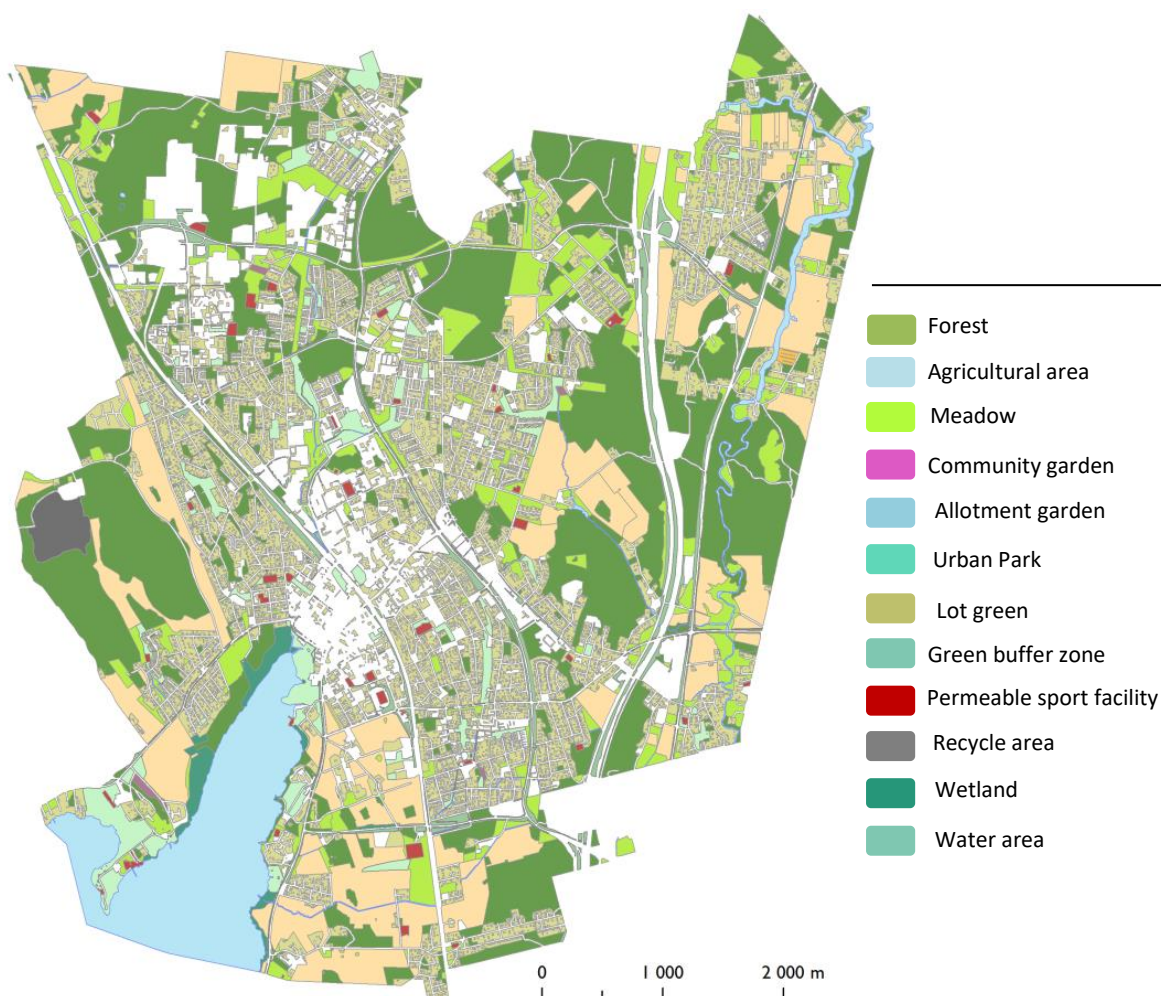 Forest
Agricultural area
Meadow
Community garden
Allotment garden
Urban Park
Lot green
Green buffer zone
Permeable sport facility
Recycle area
Wetland
Water area
0 1 000 2 000 m